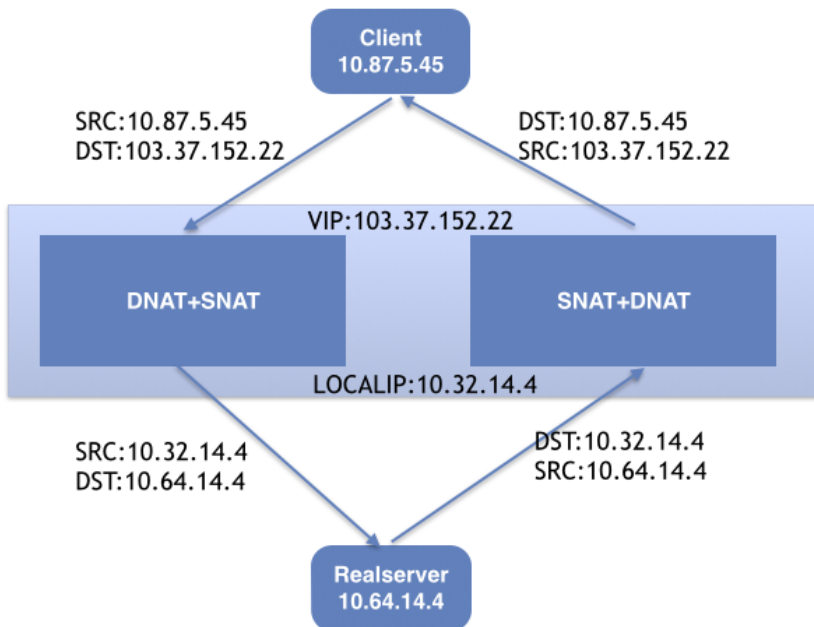 Client
10.87.5.45
SRC:10.87.5.45
DST:103.37.152.22
DST:10.87.5.45
SRC:103.37.152.22
VIP:103.37.152.22
DNAT+SNAT
SNAT+DNAT
LOCALIP:10.32.14.4
SRC:10.32.14.4
DST:10.64.14.4
DST:10.32.14.4
SRC:10.64.14.4
Realserver
10.64.14.4